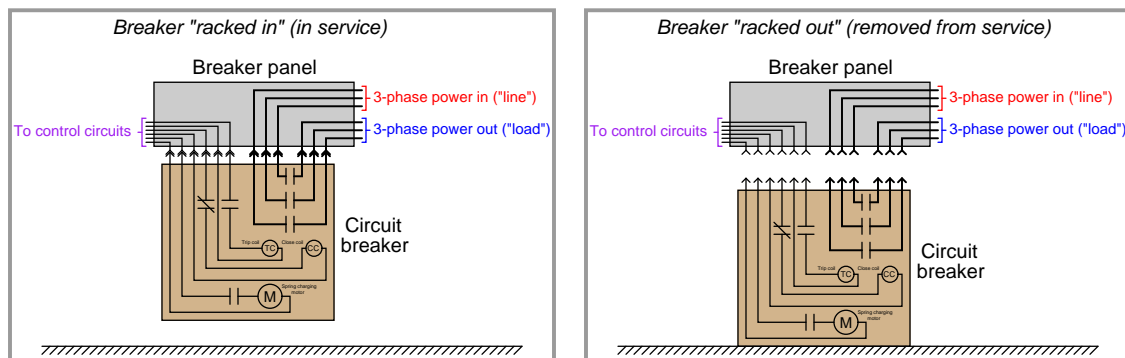 Breaker "racked in" (in service)
Breaker panel
3-phase power in ("line")
To control circuits
3-phase power out ("load")
Circuit
breaker
Trip coil
TC
Close coil
CC
Spring charging
motor
M
Breaker "racked out" (removed from service)
Breaker panel
3-phase power in ("line")
To control circuits
3-phase power out ("load")
Circuit
breaker
Trip coil
TC
Close coil
CC
Spring charging
motor
M